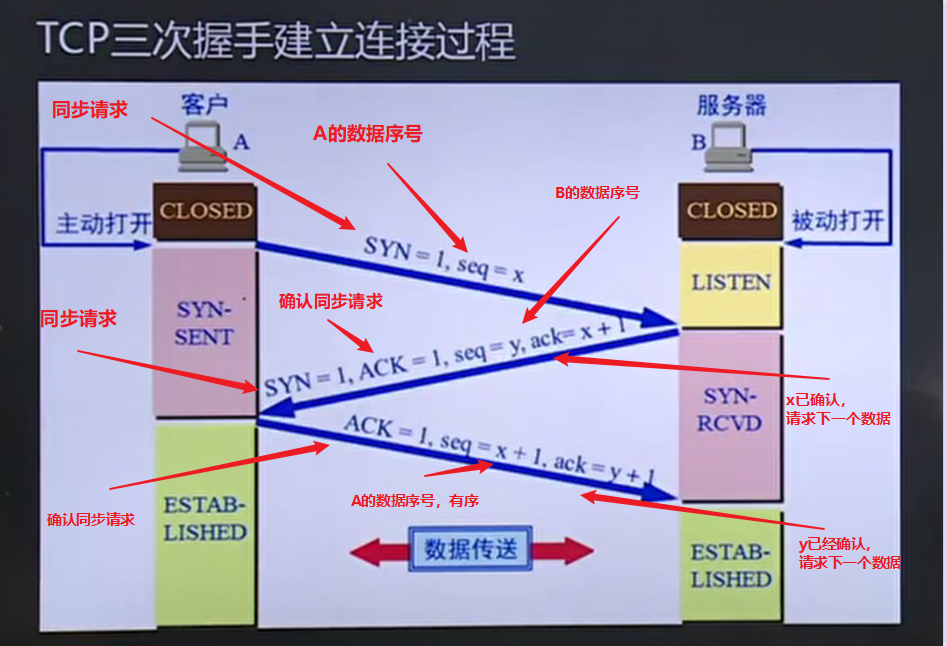 TCP三次握手建立连接过程
同步请求
客户
A
A的数据序号
服务器
B
B的数据序号
CLOSED
CLOSED
主动打开
被动打开
SYN = 1, seq = x
LISTEN
SYN-
SENT
确认同步请求
同步请求
SYN = 1, ACK = 1, seq = y, ack= x + 1
x已确认，
请求下一个数据
SYN-
RCVD
ACK = 1, seq = x + 1, ack = y + 1
A的数据序号，有序
确认同步请求
ESTAB-
LISHED
数据传送
y已经确认，
请求下一个数据
ESTAB-
LISHED